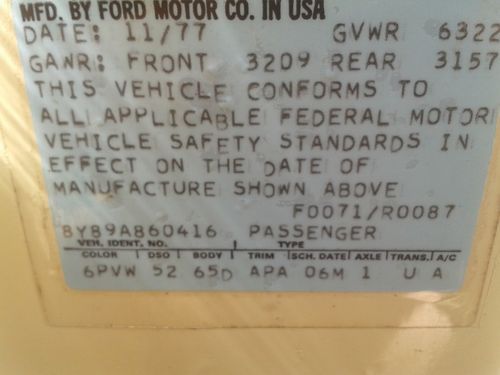 MFD. BY FORD MOTOR CO. IN USA
DATE: 11/77 GVWR 6322
GAWR: FRONT 3209 REAR 3157
THIS VEHICLE CONFORMS TO
ALL APPLICABLE FEDERAL MOTOR
VEHICLE SAFETY STANDARDS IN
EFFECT ON THE DATE OF
MANUFACTURE SHOWN ABOVE
F0071/R0087
8Y89A860416 PASSENGER
VEH. IDENT. NO. TYPE
COLOR DSO BODY TRIM SCH. DATE AXLE TRANS. A/C
6PVW 52 65D APA 06M 1 U A